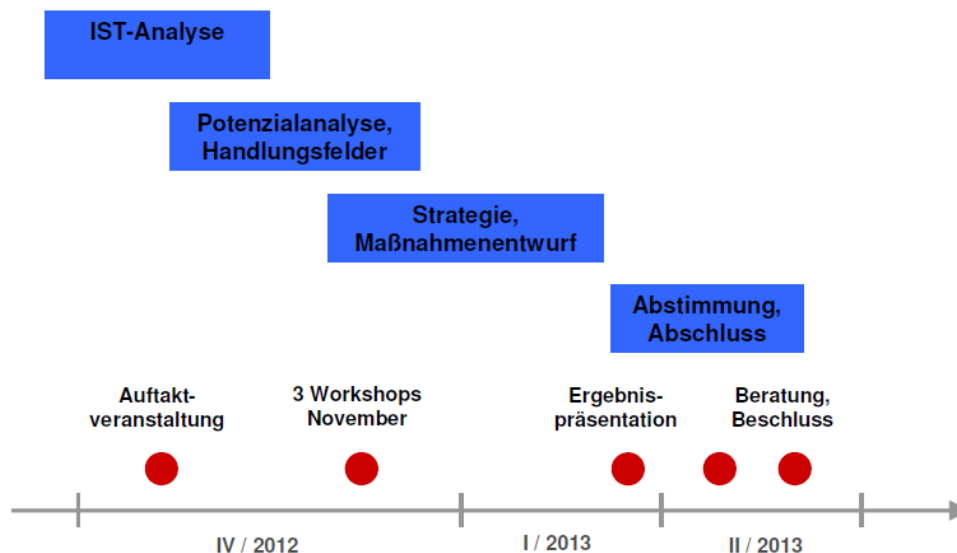 IST-Analyse
Potenzialanalyse,
Handlungsfelder
Strategie,
Maßnahmenentwurf
Abstimmung,
Abschluss
Auftakt-
veranstaltung
3 Workshops
November
Ergebnis-
präsentation
Beratung,
Beschluss
IV / 2012
I / 2013
II / 2013